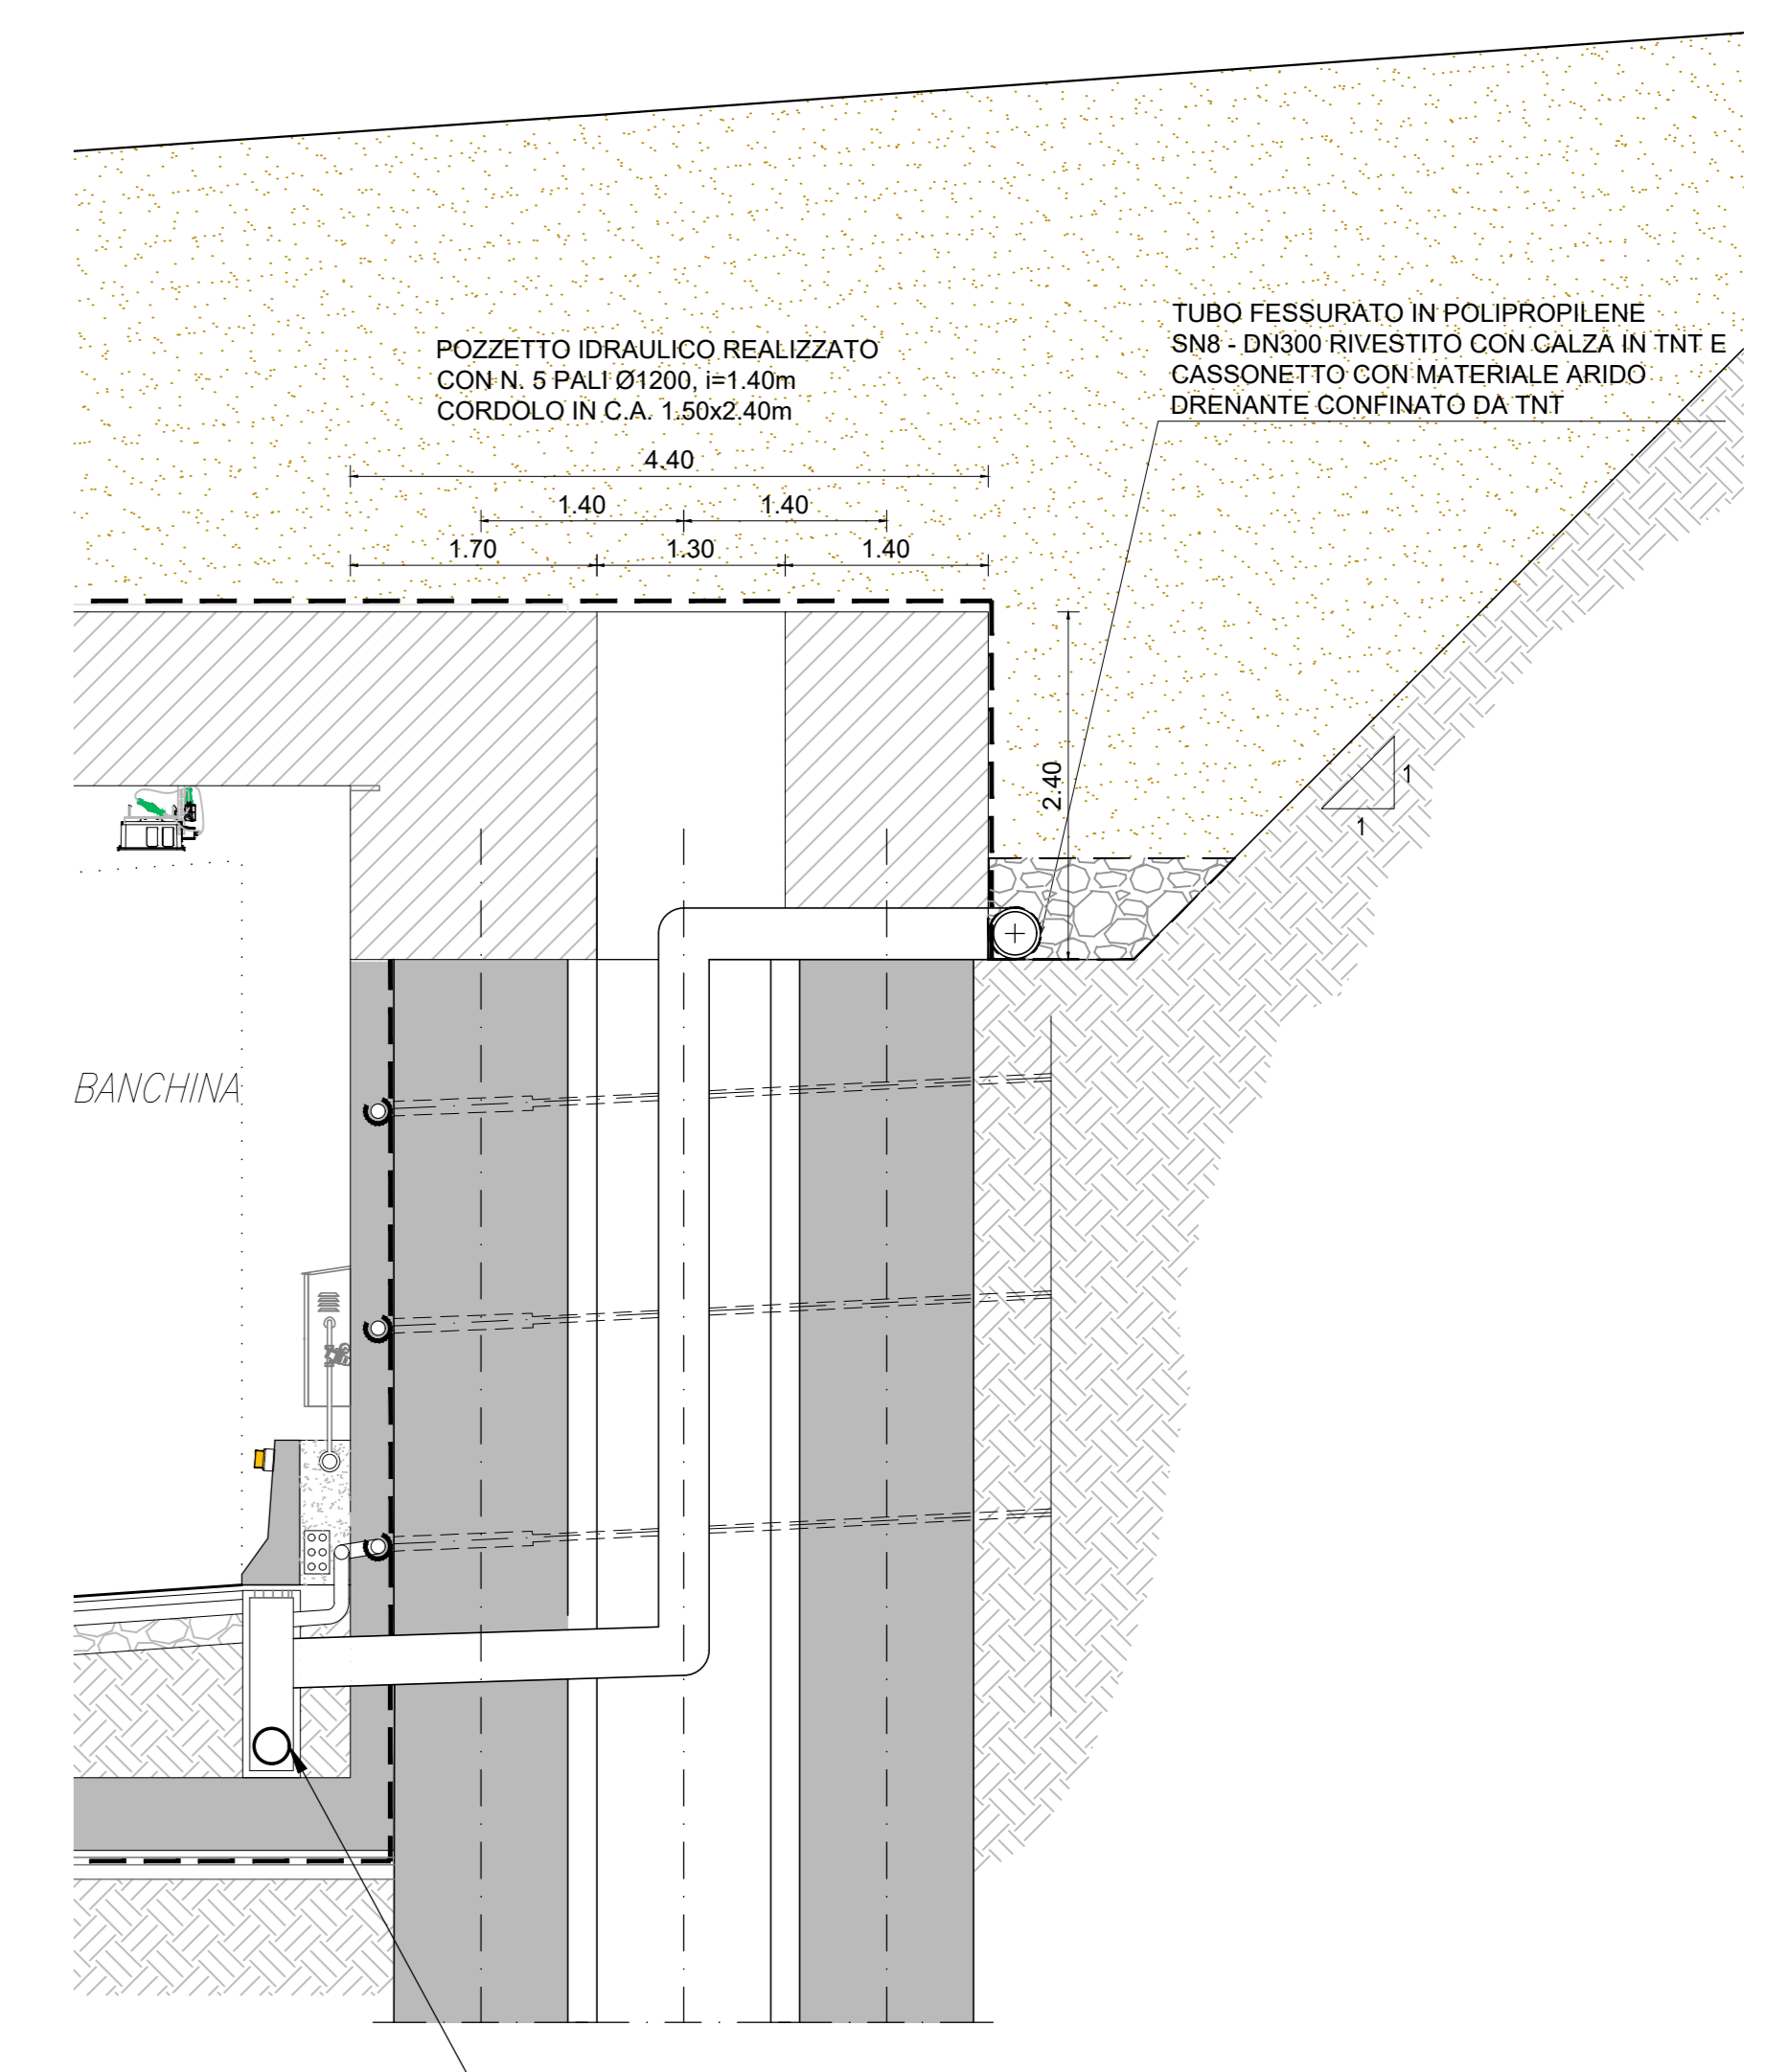 TUBO FESSURATO IN POLIPROPILENE
SN8 - DN300 RIVESTITO CON CALZA IN TNT E
CASSONETTO CON MATERIALE ARIDO
DRENANTE CONFINATO DA TNT
POZZETTO IDRAULICO REALIZZATO
CON N. 5 PALI Ø1200, i=1.40m
CORDOLO IN C.A. 1.50x2.40m
4.40
1.40 1.40
1.70 1.30 1.40
2.40
1
1
BANCHINA